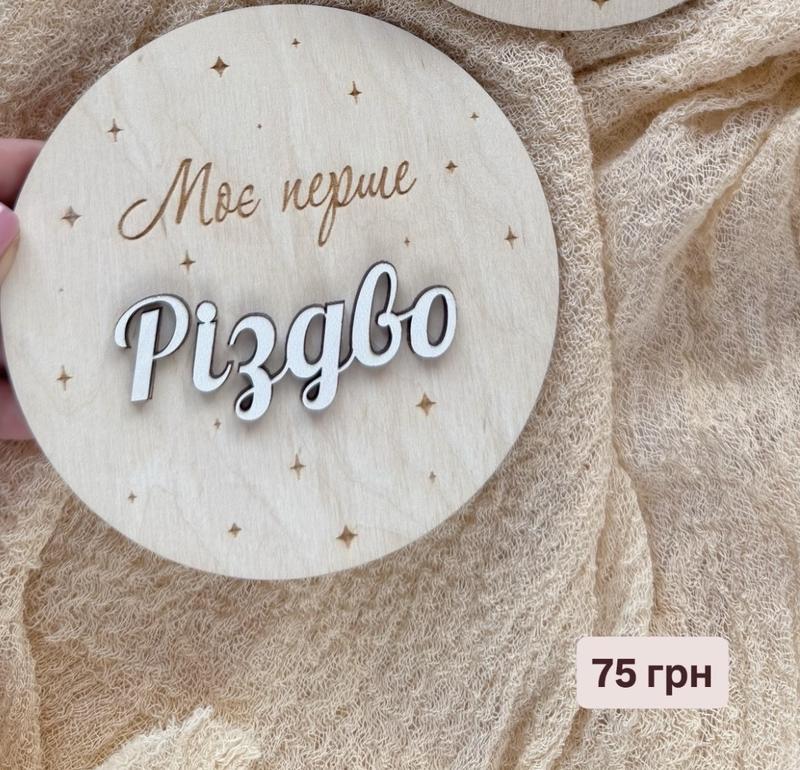 Моє перше
Різдво
75 грн